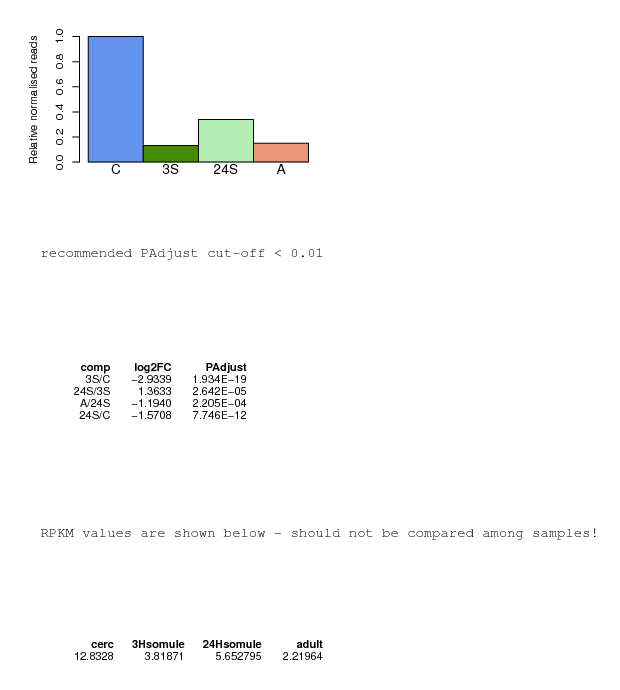 Relative normalised reads
1.0
0.8
0.6
0.4
0.2
0.0
C 3S 24S A
recommended PAdjust cut-off < 0.01
comp log2FC PAdjust
3S/C −2.9339 1.934E−19
24S/3S 1.3633 2.642E−05
A/24S −1.1940 2.205E−04
24S/C −1.5708 7.746E−12
RPKM values are shown below - should not be compared among samples!
cerc 3Hsomule 24Hsomule adult
12.8328 3.81871 5.652795 2.21964